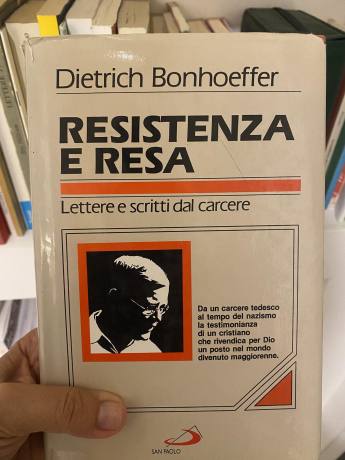 Dietrich Bonhoeffer
RESISTENZA
E RESA
Lettere e scritti dal carcere
Da un carcere tedesco
al tempo del nazismo
la testimonianza
di un cristiano
che rivendica per Dio
un posto nel mondo
divenuto maggiorenne.
SAN PAOLO